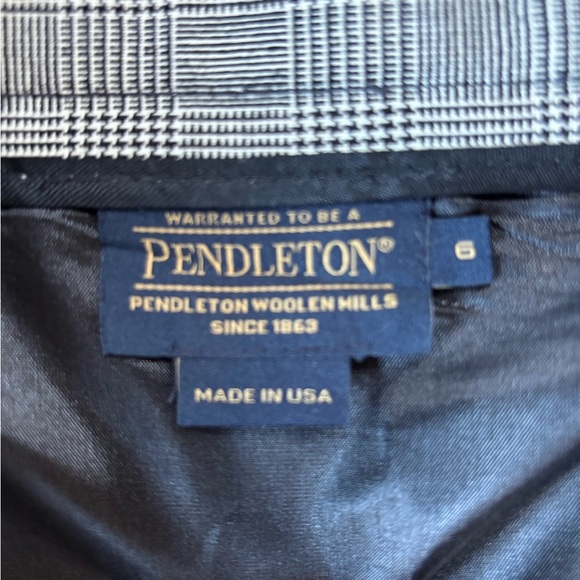 WARRANTED TO BE A
PENDLETON®
PENDLETON WOOLEN MILLS
SINCE 1863
6
MADE IN USA